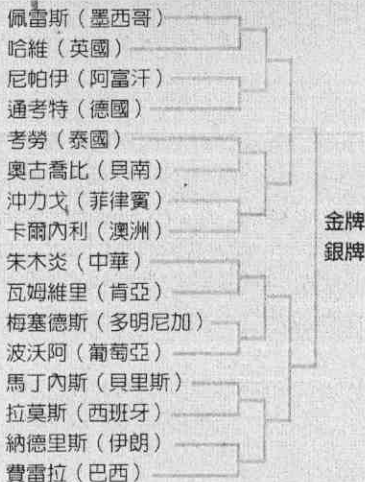 佩雷斯（墨西哥）
哈維（英國）
尼帕伊（阿富汗）
通考特（德國）
考勞（泰國）
奧古喬比（貝南）
沖力戈（菲律賓）
卡爾內利（澳洲）
朱木炎（中華）
瓦姆維里（肯亞）
梅塞德斯（多明尼加）
波沃阿（葡萄亞）
馬丁內斯（貝里斯）
拉莫斯（西班牙）
納德里斯（伊朗）
費雷拉（巴西）
金牌
銀牌